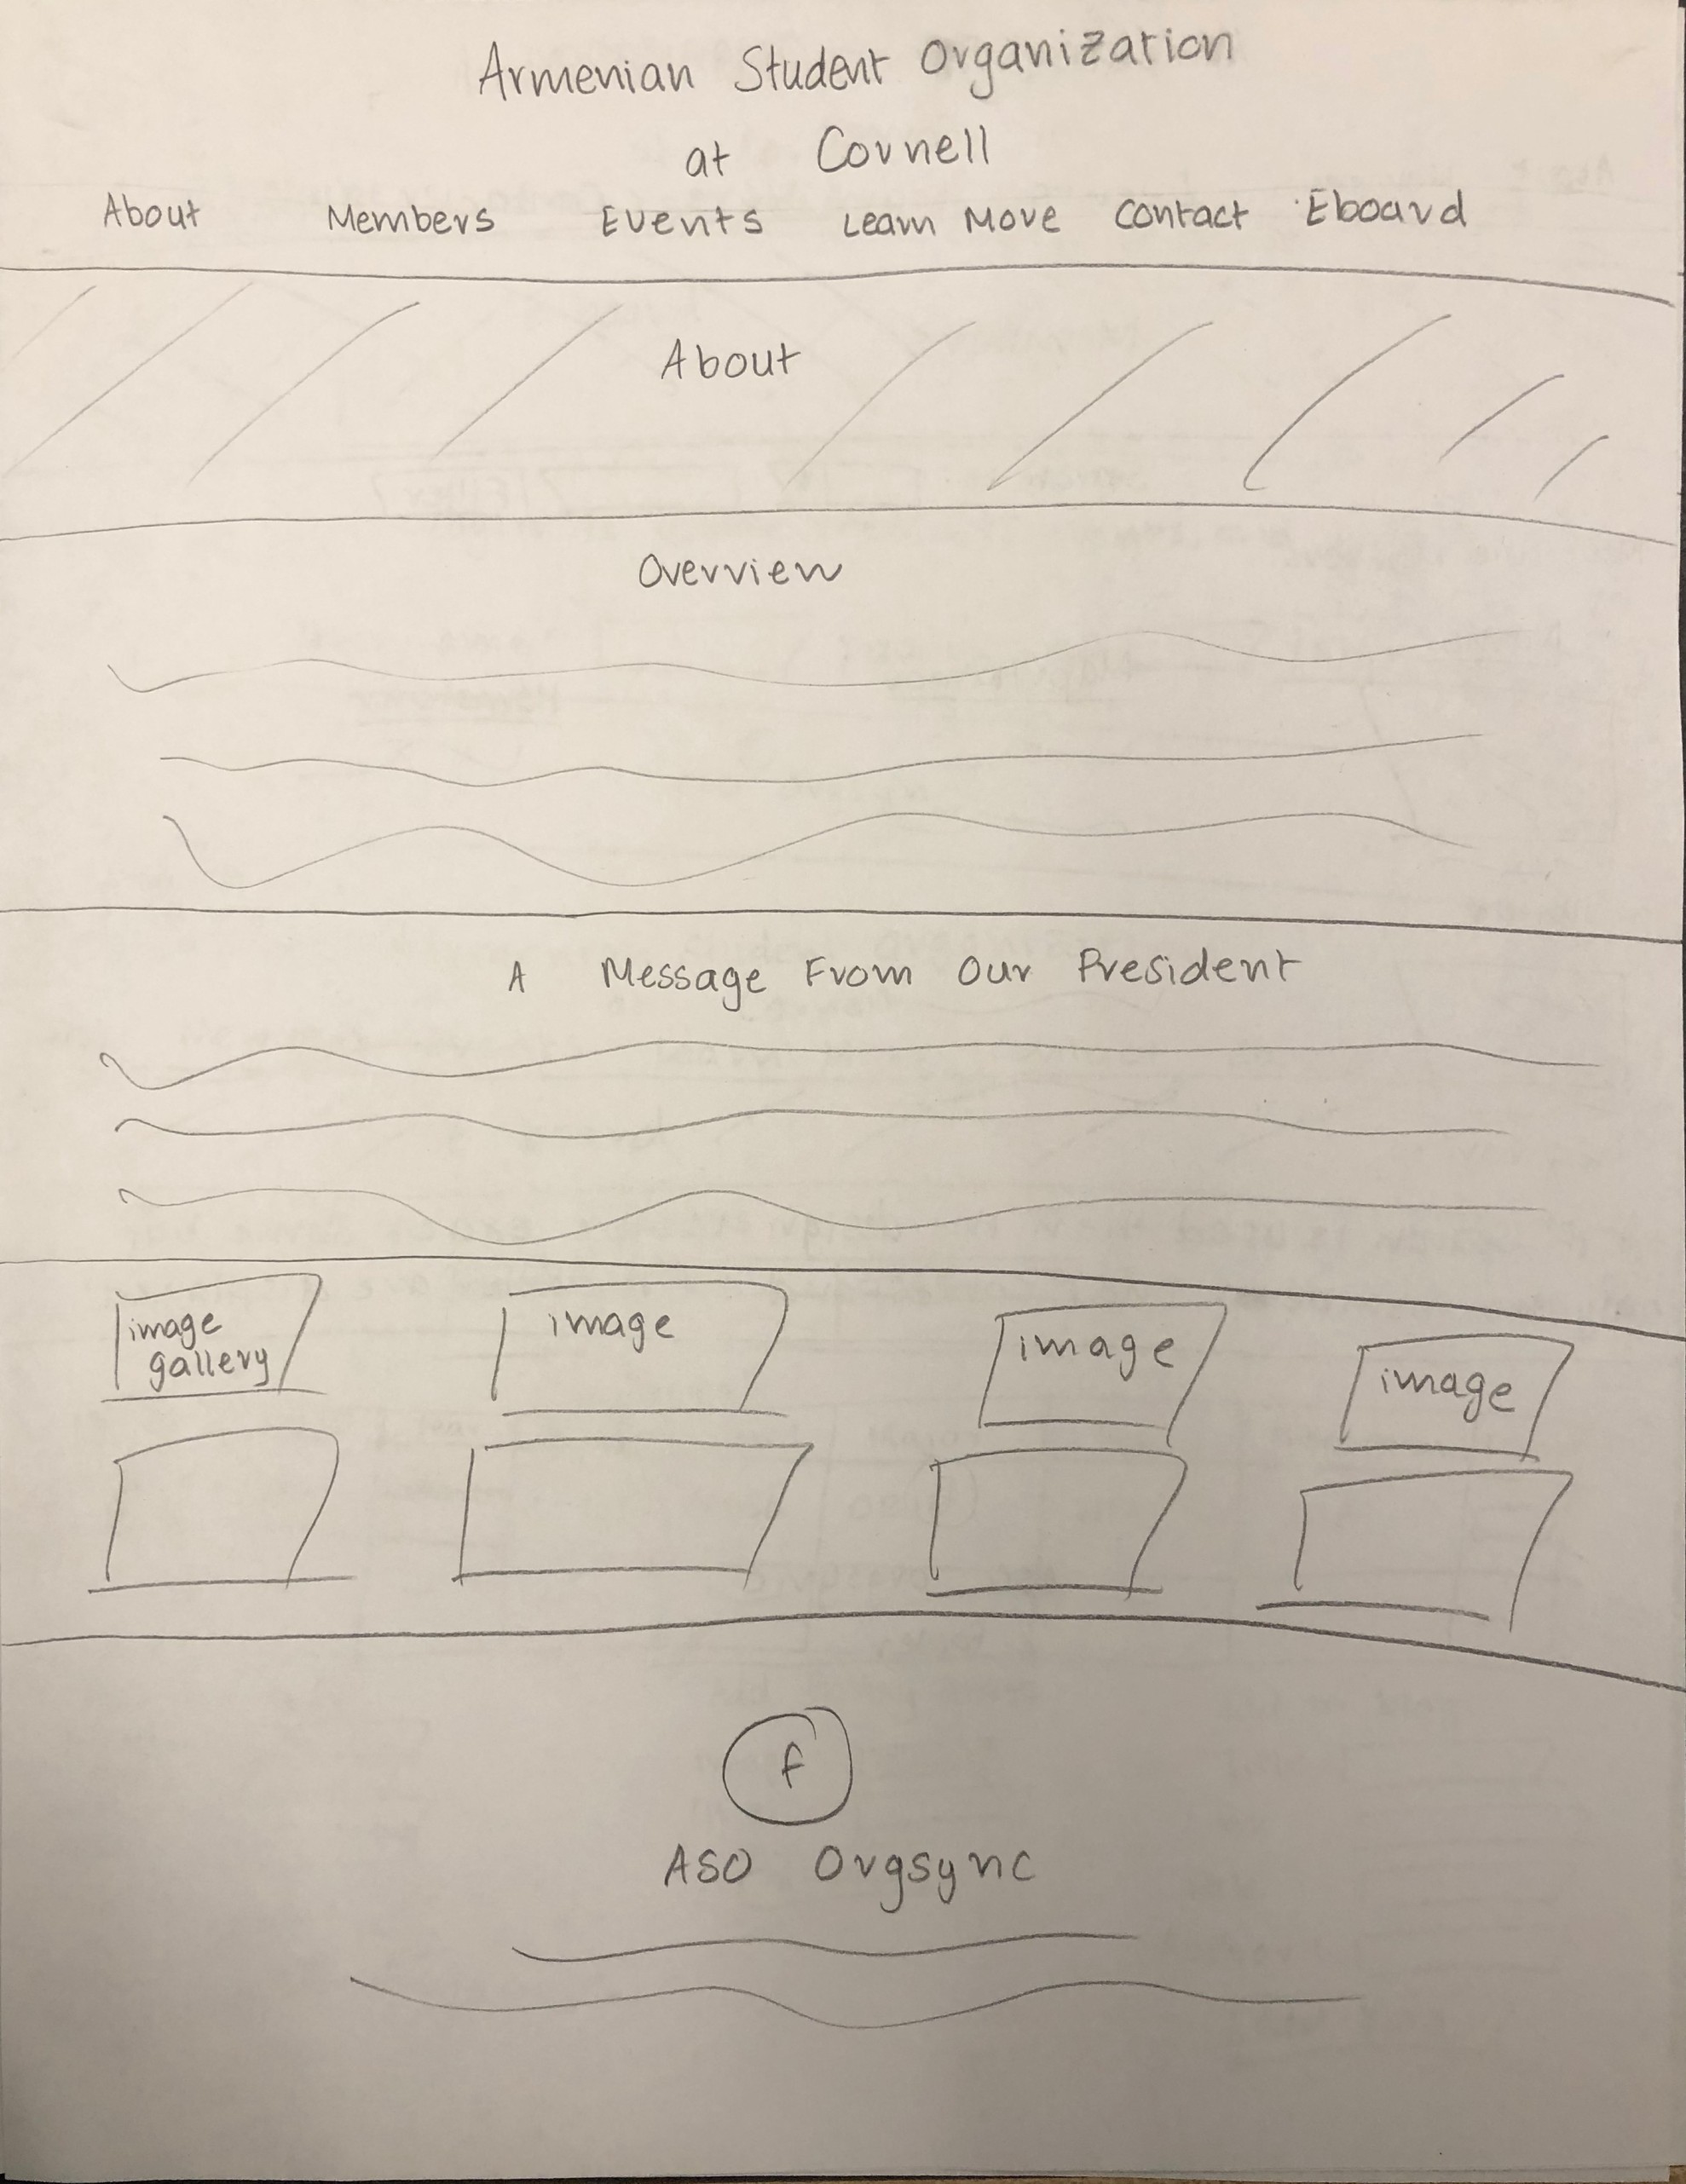 Armenian Student Organization
at Cornell
About Members Events Learn More Contact Eboard
About
Overview
A Message From Our President
image gallery image image image
f
ASO Orgsync